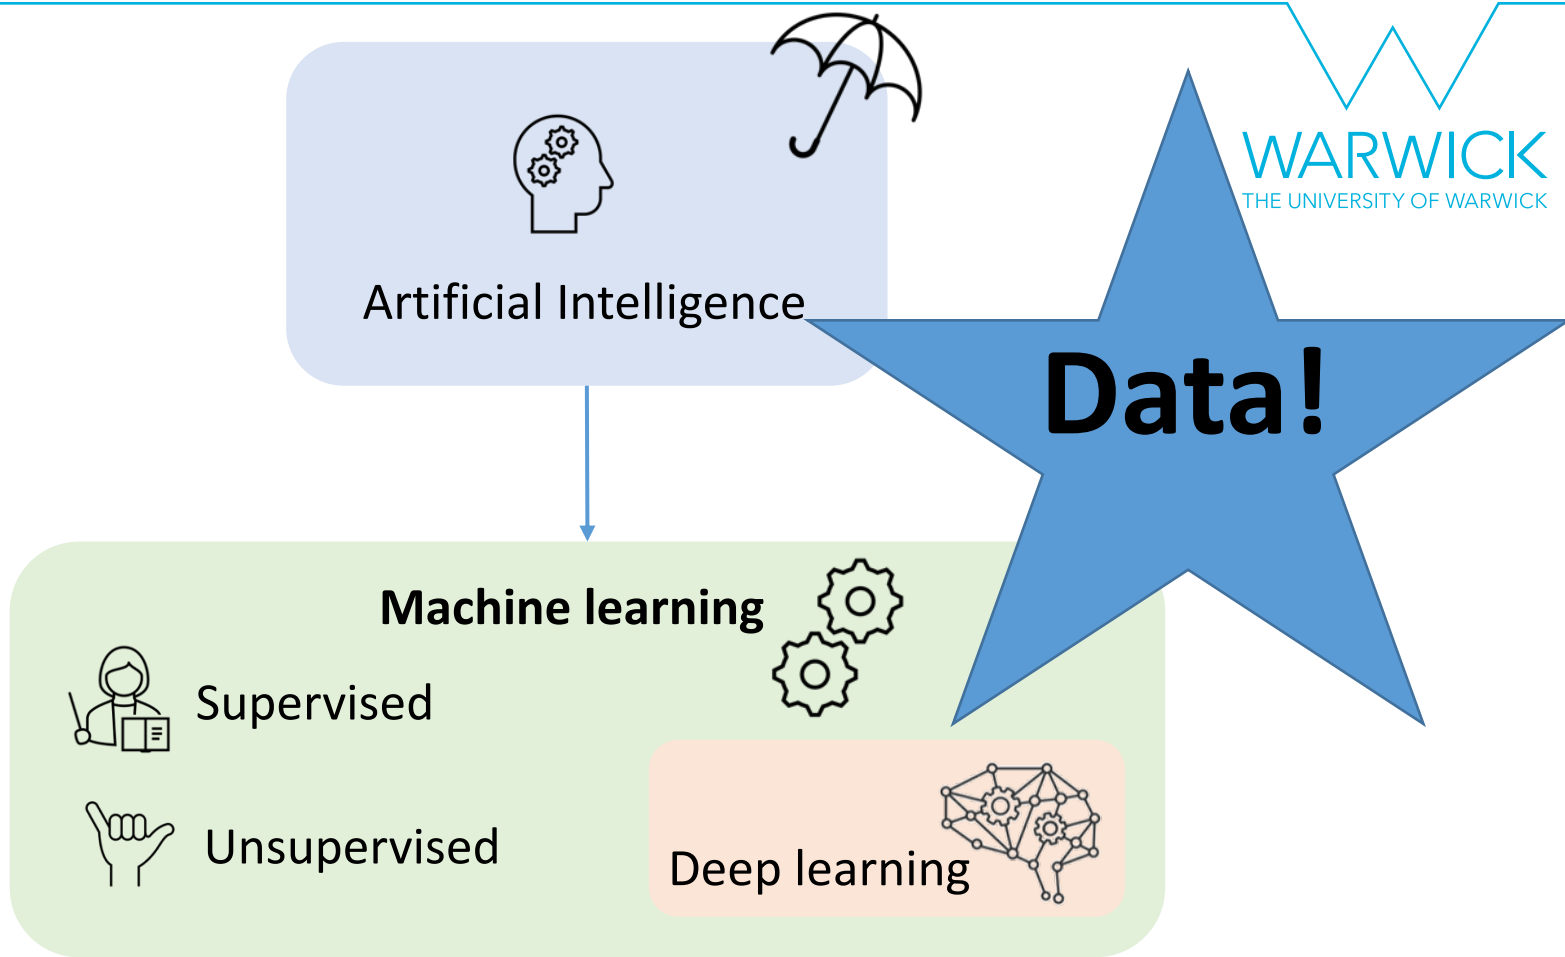 WARWICK
THE UNIVERSITY OF WARWICK
Artificial Intelligence
Data!
Machine learning
Supervised
Unsupervised
Deep learning